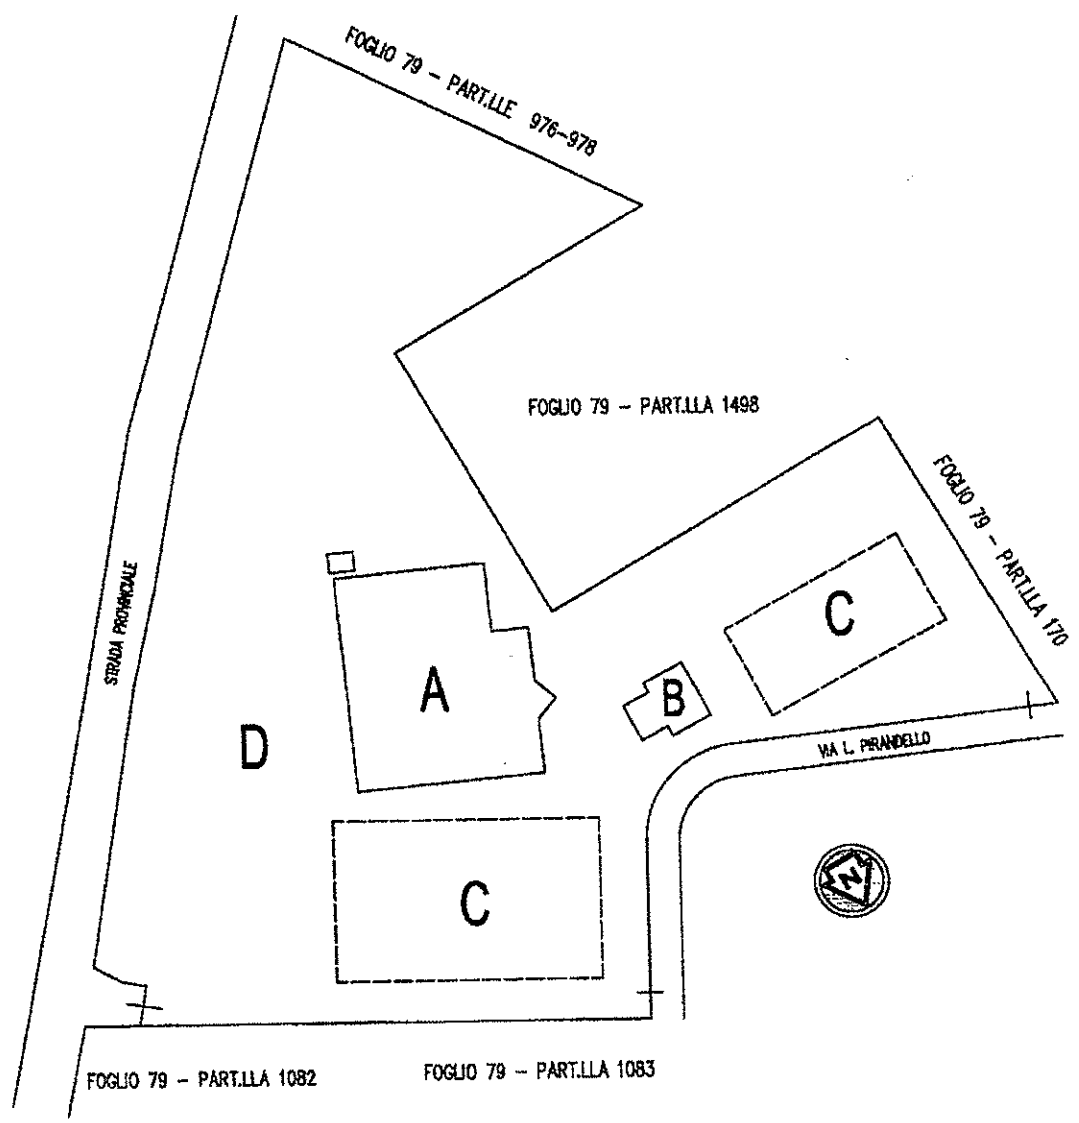 FOGLIO 79 - PART.LLE 976-978
FOGLIO 79 - PART.LLA 1498
FOGLIO 79 - PART.LLA 170
STRADA PROVINCIALE
C
A
B
D
VIA L. PIRANDELLO
N
C
FOGLIO 79 - PART.LLA 1082
FOGLIO 79 - PART.LLA 1083